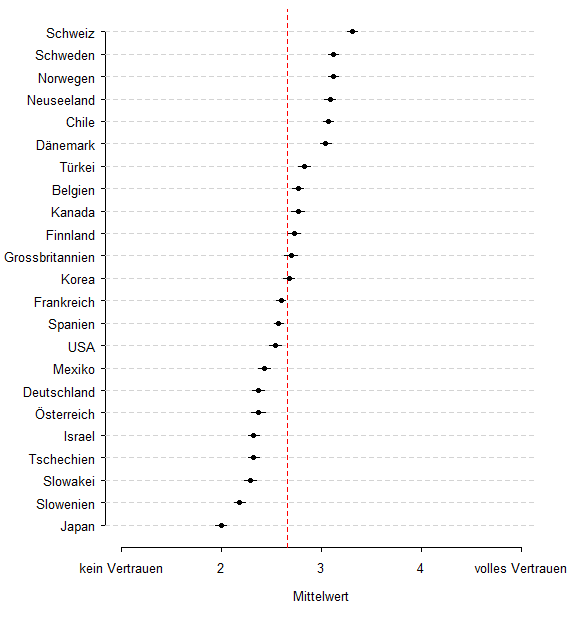 Schweiz
Schweden
Norwegen
Neuseeland
Chile
Dänemark
Türkei
Belgien
Kanada
Finnland
Grossbritannien
Korea
Frankreich
Spanien
USA
Mexiko
Deutschland
Österreich
Israel
Tschechien
Slowakei
Slowenien
Japan
kein Vertrauen 2 3 4 volles Vertrauen
Mittelwert